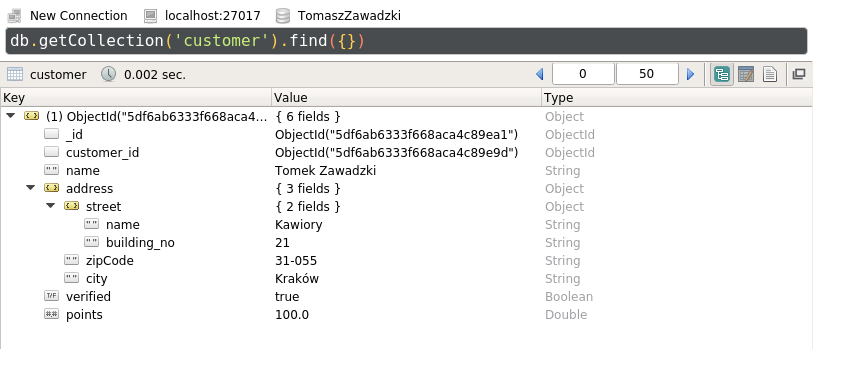 New Connection localhost:27017 TomaszZawadzki
db.getCollection('customer').find({})
customer 0.002 sec. 0 50
Key Value Type
(1) ObjectId("5df6ab6333f668aca4... { 6 fields } Object
_id ObjectId("5df6ab6333f668aca4c89ea1") ObjectId
customer_id ObjectId("5df6ab6333f668aca4c89e9d") ObjectId
" " name Tomek Zawadzki String
address { 3 fields } Object
street { 2 fields } Object
" " name Kawiory String
" " building_no 21 String
" " zipCode 31-055 String
" " city Kraków String
T/F verified true Boolean
#.# points 100.0 Double